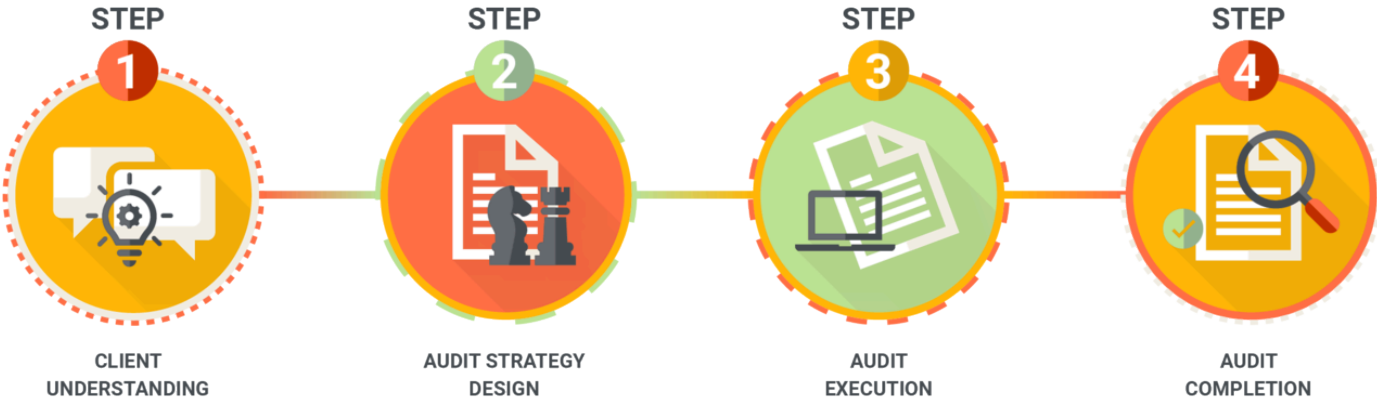 STEP
1
CLIENT
UNDERSTANDING
STEP
2
AUDIT STRATEGY
DESIGN
STEP
3
AUDIT
EXECUTION
STEP
4
AUDIT
COMPLETION